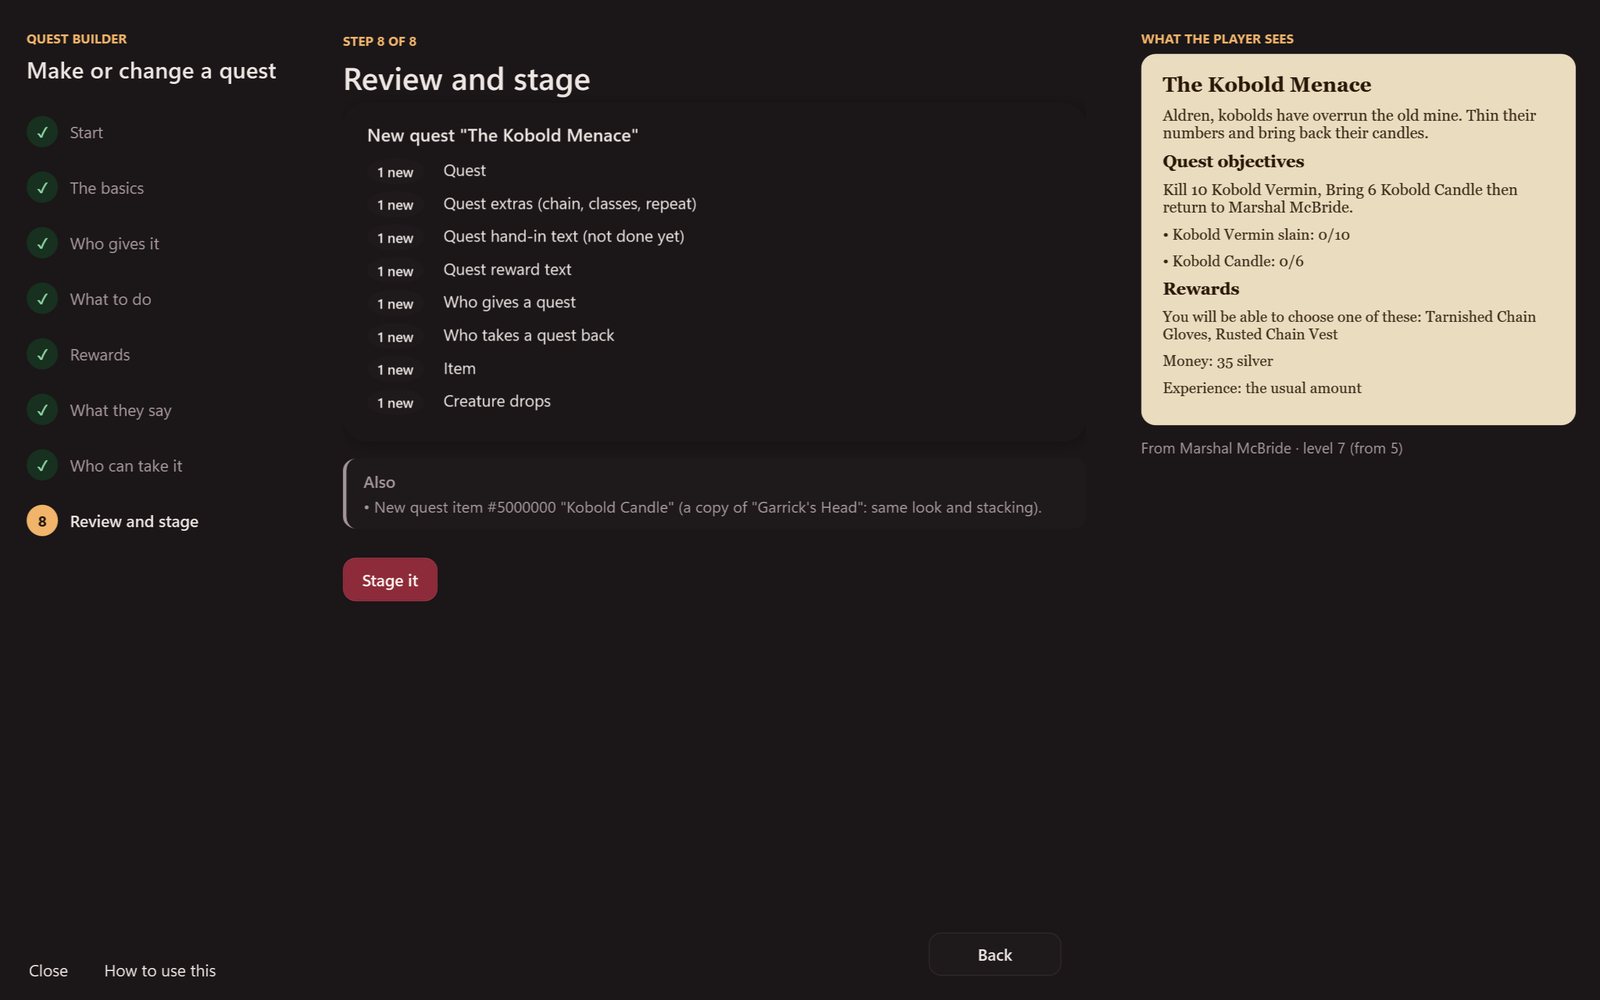 QUEST BUILDER
Make or change a quest
✓ Start
✓ The basics
✓ Who gives it
✓ What to do
✓ Rewards
✓ What they say
✓ Who can take it
8 Review and stage
Close
How to use this
STEP 8 OF 8
Review and stage
New quest "The Kobold Menace"
1 new Quest
1 new Quest extras (chain, classes, repeat)
1 new Quest hand-in text (not done yet)
1 new Quest reward text
1 new Who gives a quest
1 new Who takes a quest back
1 new Item
1 new Creature drops
Also
• New quest item #5000000 "Kobold Candle" (a copy of "Garrick's Head": same look and stacking).
Stage it
Back
WHAT THE PLAYER SEES
The Kobold Menace
Aldren, kobolds have overrun the old mine. Thin their
numbers and bring back their candles.
Quest objectives
Kill 10 Kobold Vermin, Bring 6 Kobold Candle then
return to Marshal McBride.
• Kobold Vermin slain: 0/10
• Kobold Candle: 0/6
Rewards
You will be able to choose one of these: Tarnished Chain
Gloves, Rusted Chain Vest
Money: 35 silver
Experience: the usual amount
From Marshal McBride · level 7 (from 5)